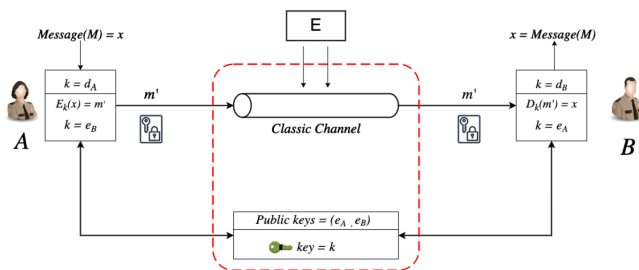 E
Message(M) = x
x = Message(M)
k = d_A
E_k(x) = m'
k = e_B
m'
Classic Channel
m'
k = d_B
D_k(m') = x
k = e_A
A
B
Public keys = (e_A , e_B)
key = k